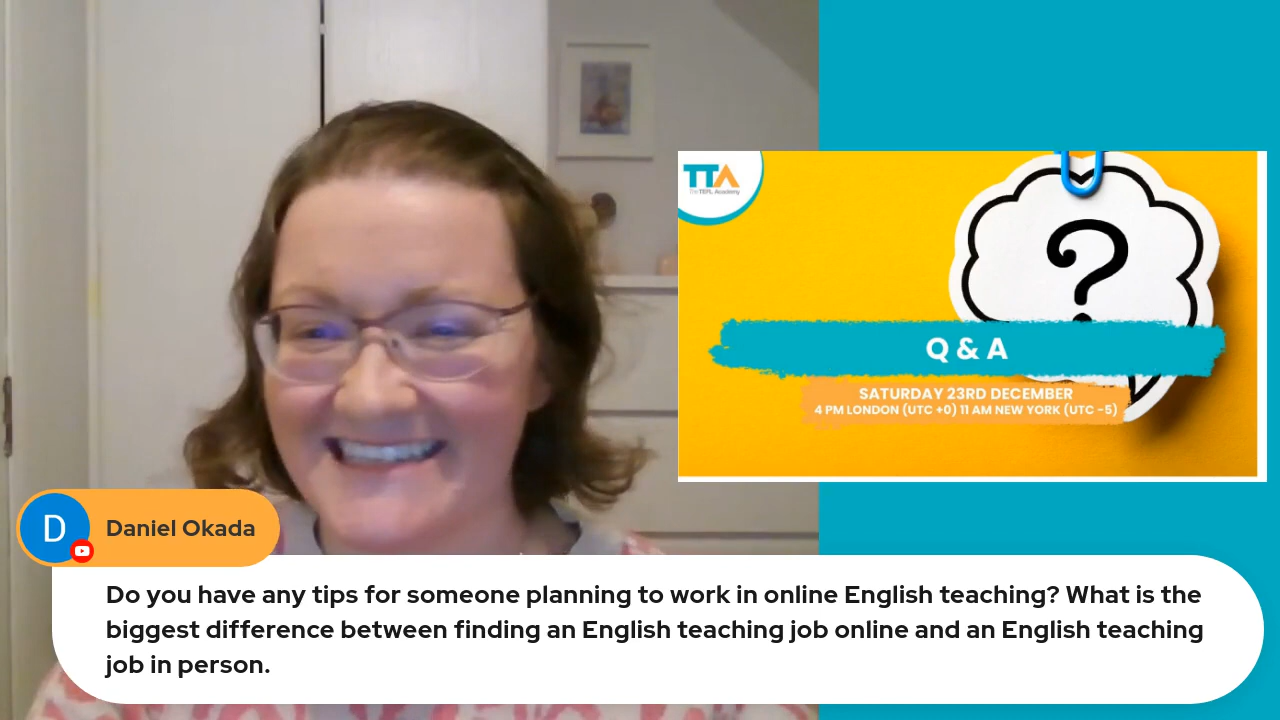 TTA
The TEFL Academy
?
Q & A
SATURDAY 23RD DECEMBER
4 PM LONDON (UTC +0) 11 AM NEW YORK (UTC -5)
D
Daniel Okada
Do you have any tips for someone planning to work in online English teaching? What is the
biggest difference between finding an English teaching job online and an English teaching
job in person.